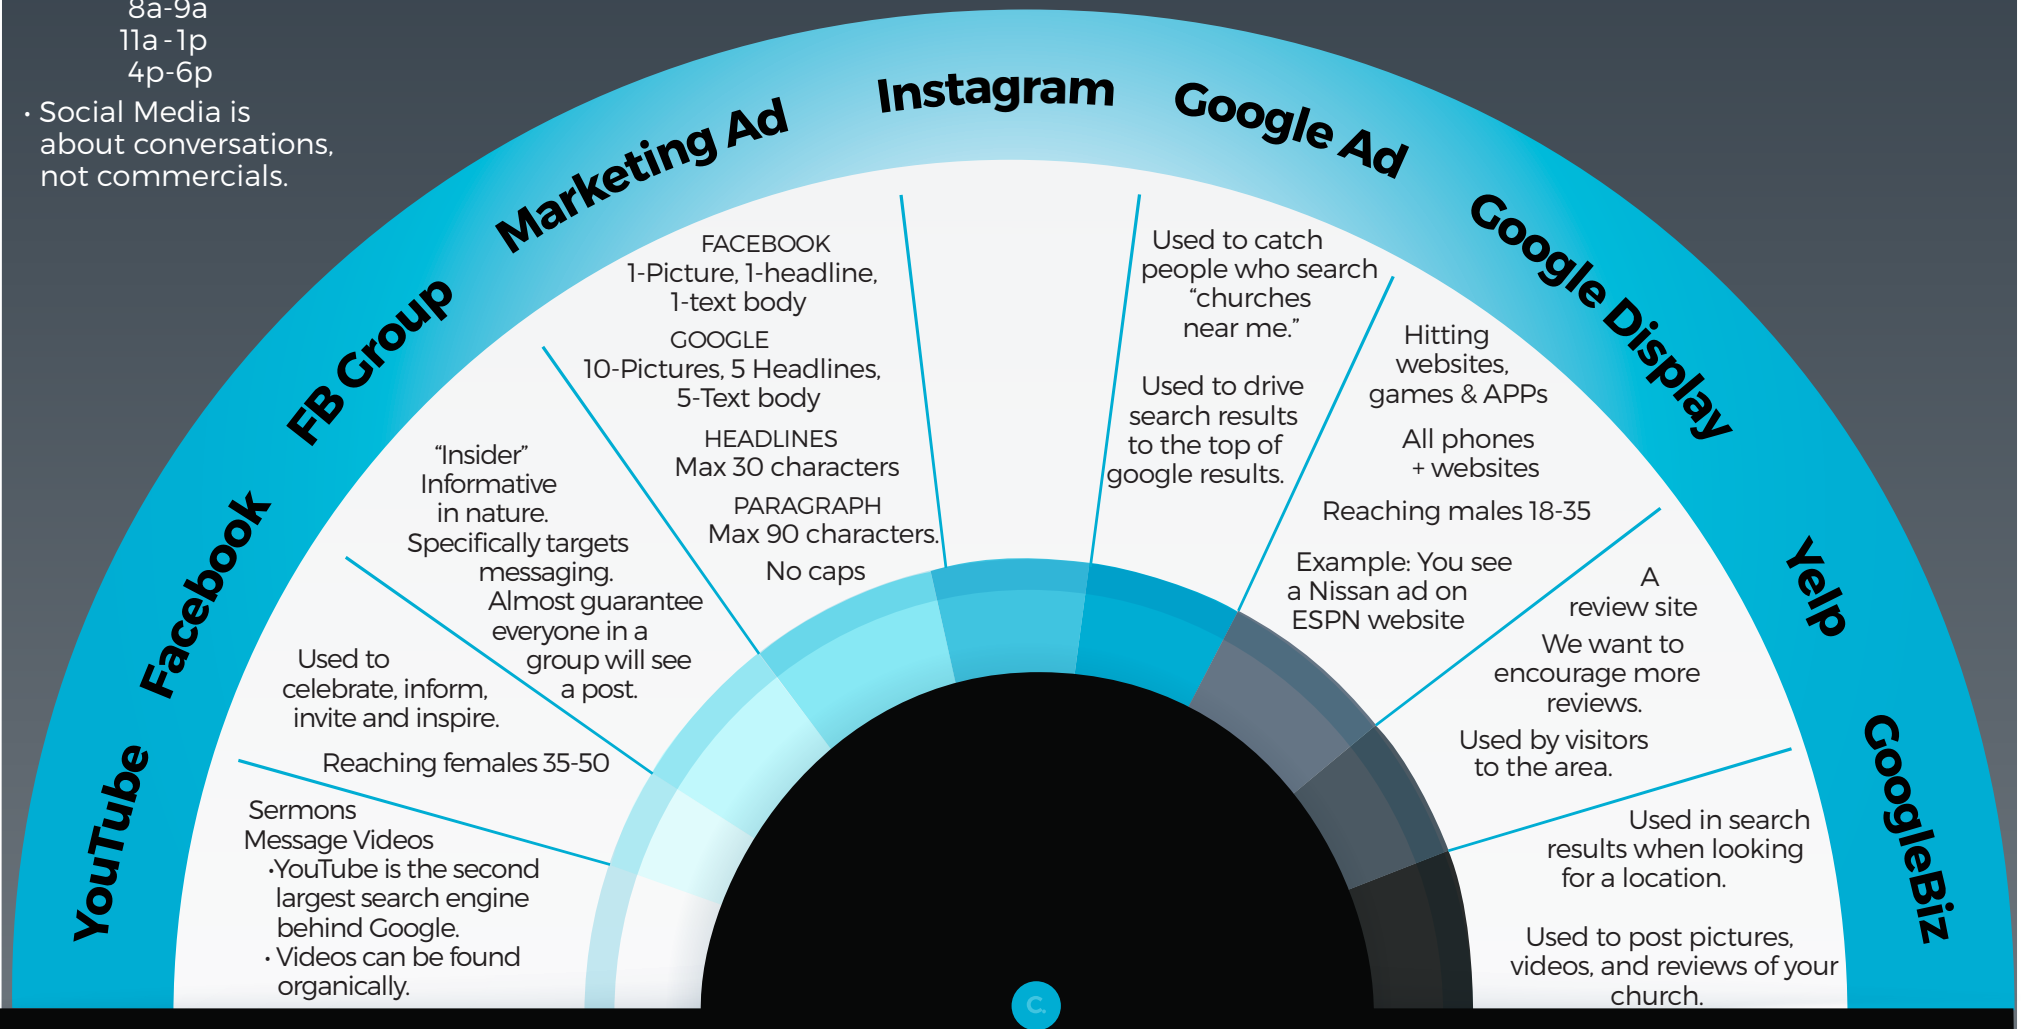 8a-9a
11a - 1p
4p-6p
· Social Media is
about conversations,
not commercials.
YouTube
Sermons
Message Videos
·YouTube is the second
largest search engine
behind Google.
· Videos can be found
organically.
Facebook
Used to
celebrate, inform,
invite and inspire.
Reaching females 35-50
FB Group
“Insider”
Informative
in nature.
Specifically targets
messaging.
Almost guarantee
everyone in a
group will see
a post.
Marketing Ad
FACEBOOK
1-Picture, 1-headline,
1-text body
GOOGLE
10-Pictures, 5 Headlines,
5-Text body
HEADLINES
Max 30 characters
PARAGRAPH
Max 90 characters.
No caps
Instagram
Google Ad
Used to catch
people who search
“churches
near me.”
Used to drive
search results
to the top of
google results.
Google Display
Hitting
websites,
games & APPs
All phones
+ websites
Reaching males 18-35
Example: You see
a Nissan ad on
ESPN website
Yelp
A
review site
We want to
encourage more
reviews.
Used by visitors
to the area.
GoogleBiz
Used in search
results when looking
for a location.
Used to post pictures,
videos, and reviews of your
church.
C.